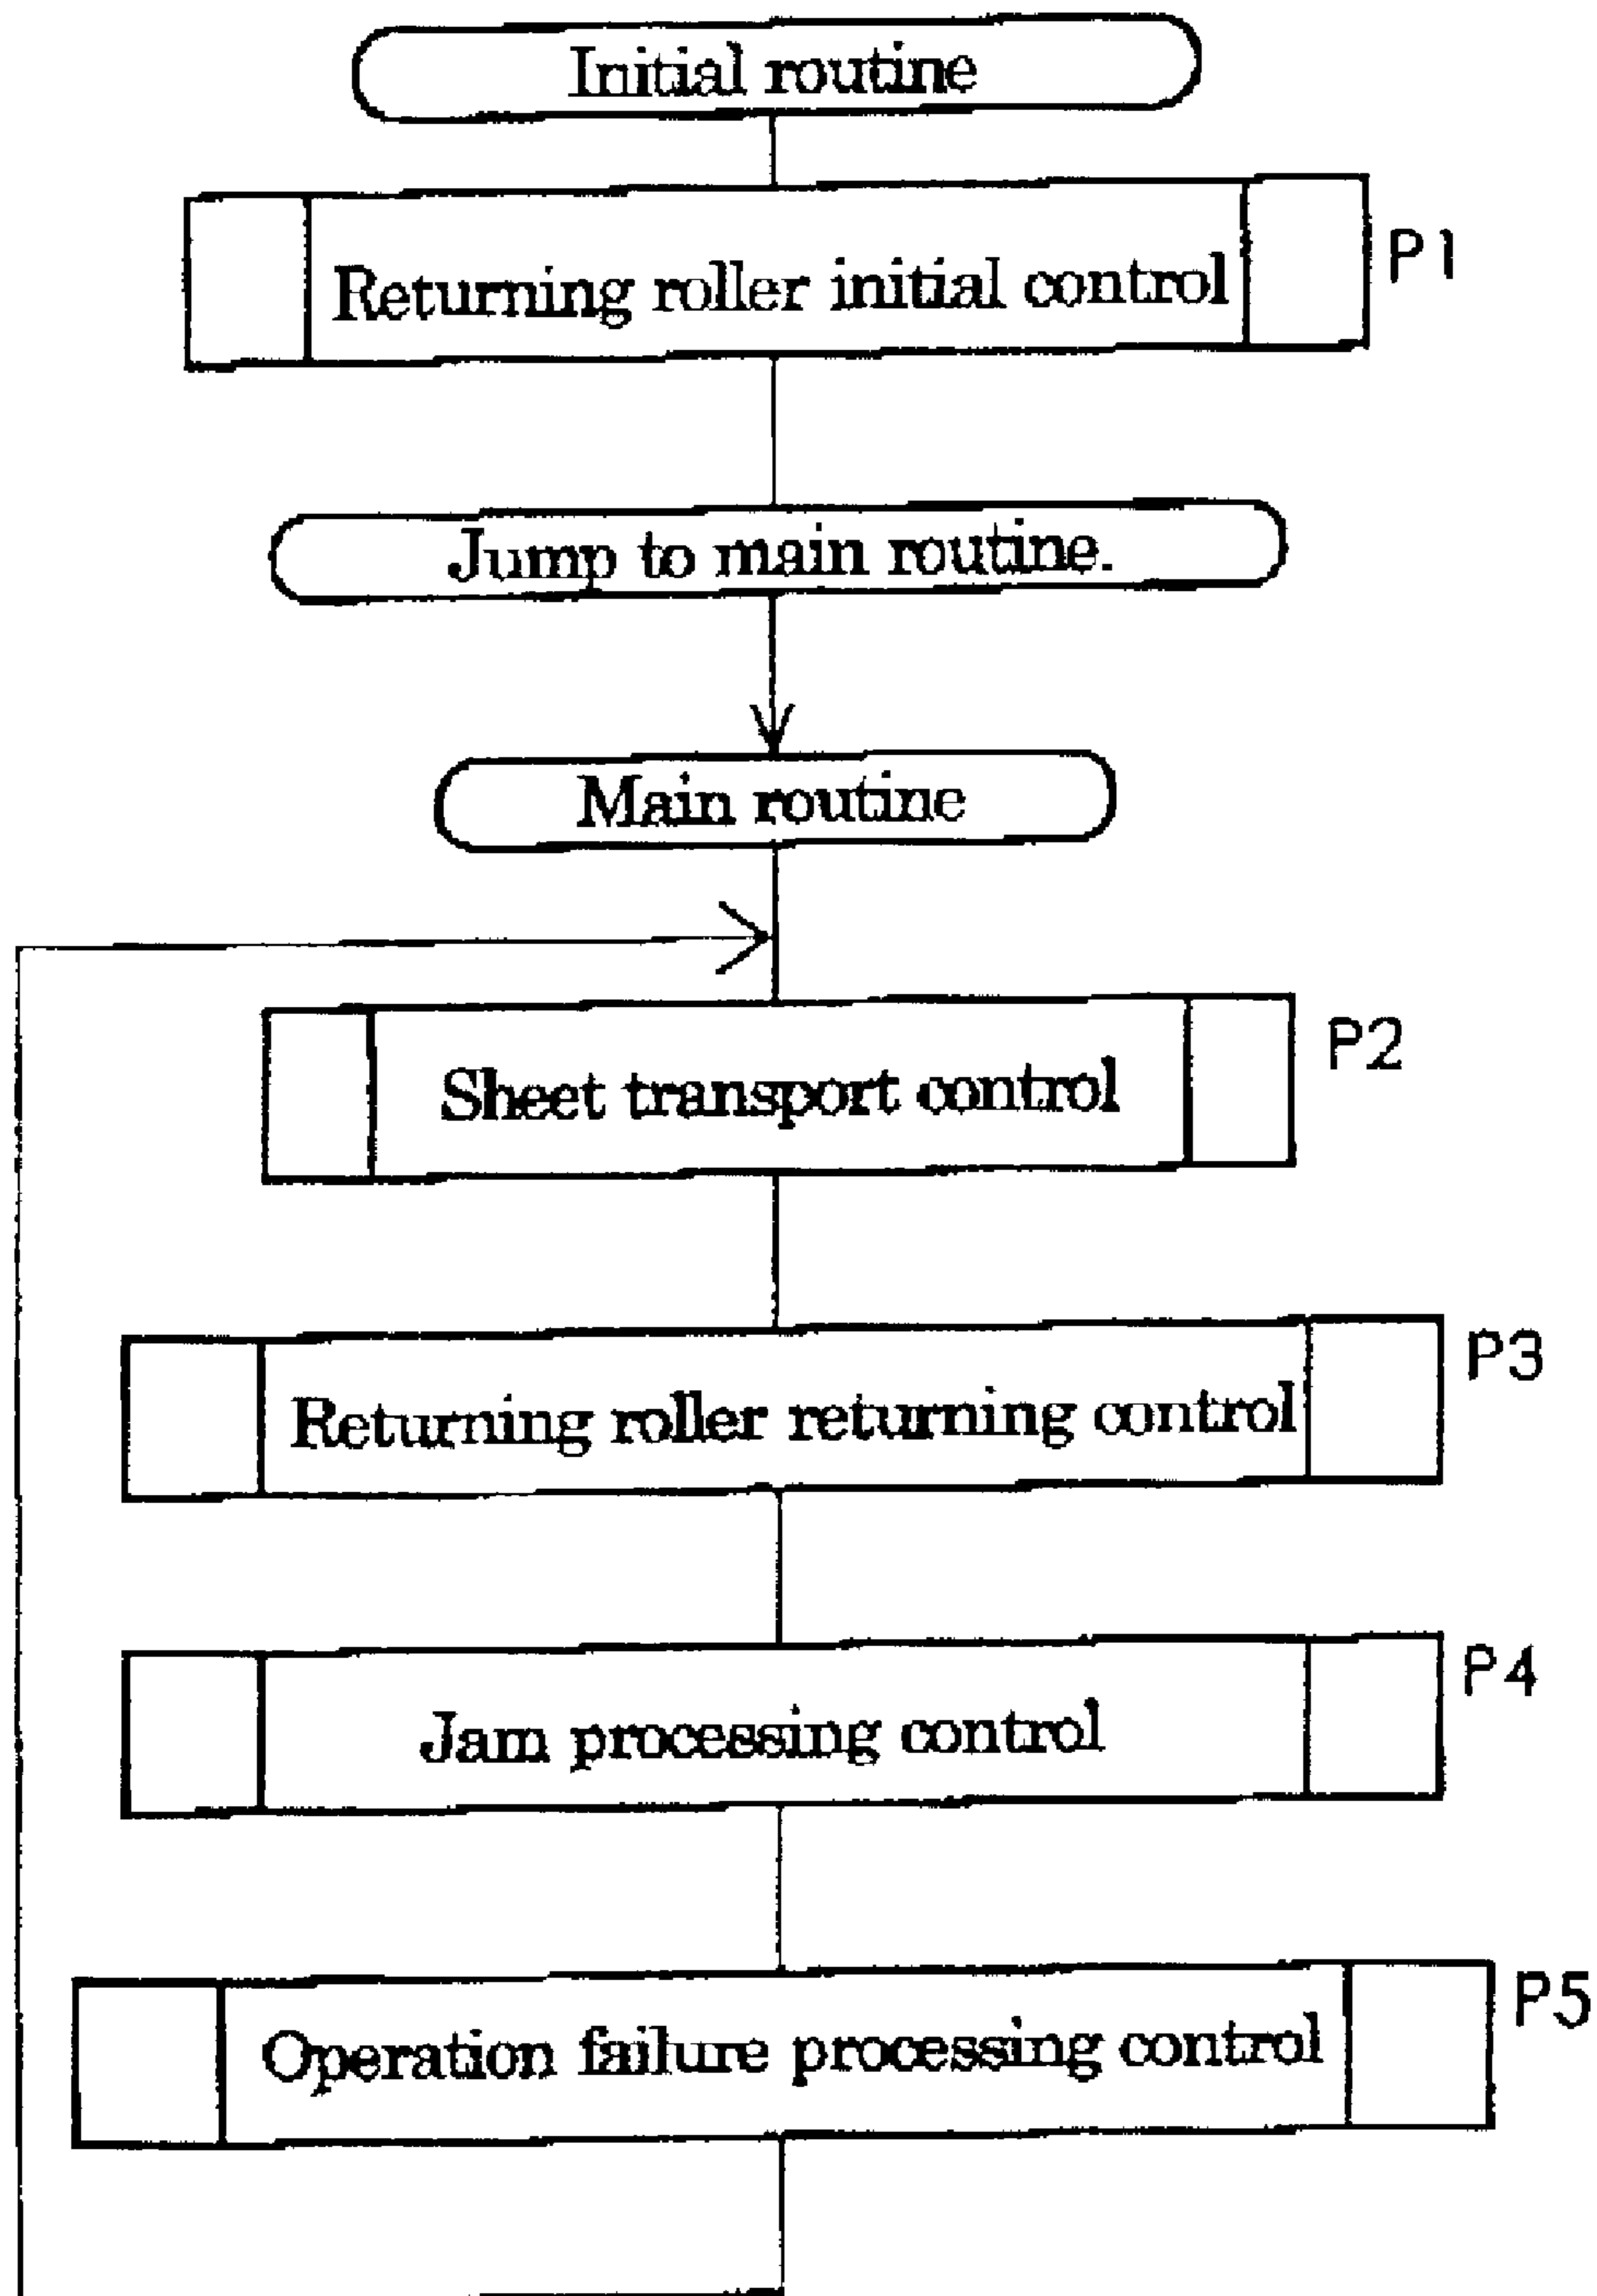 Initial routine
Returning roller initial control
P1
Jump to main routine.
Main routine
Sheet transport control
P2
Returning roller returning control
P3
Jam processing control
P4
Operation failure processing control
P5